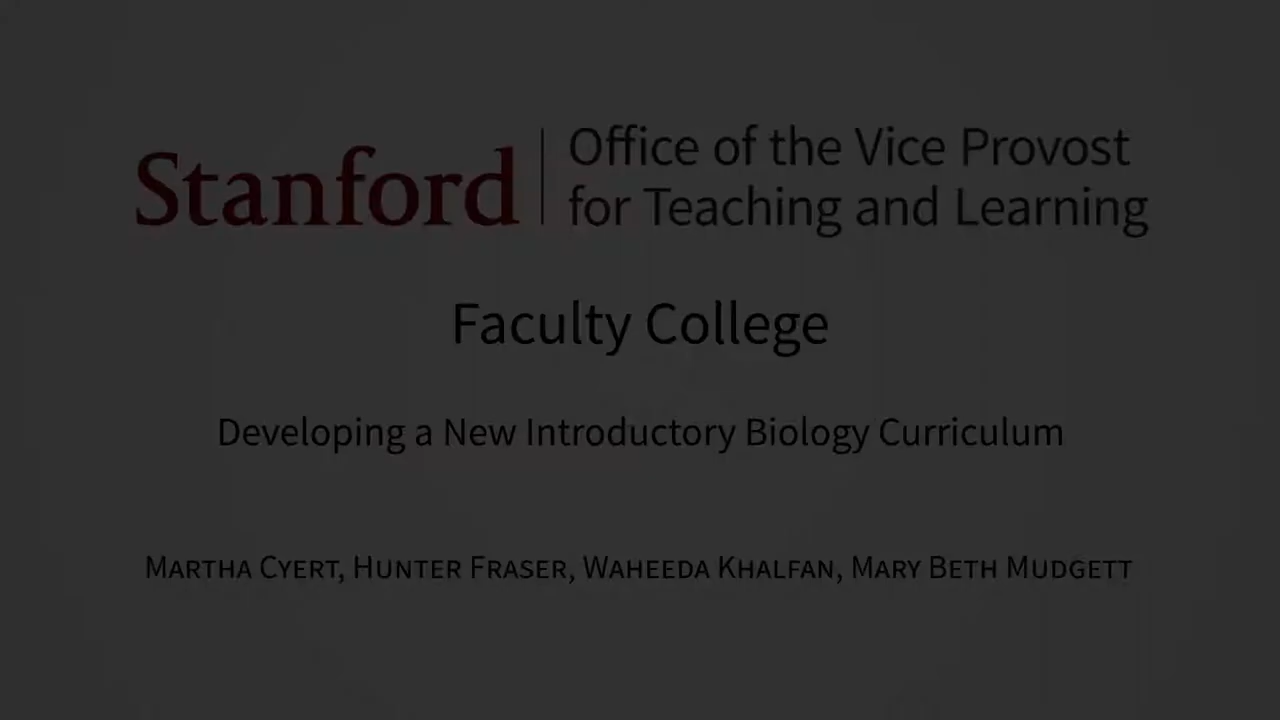 Stanford
Office of the Vice Provost
for Teaching and Learning
Faculty College
Developing a New Introductory Biology Curriculum
Martha Cyert, Hunter Fraser, Waheeda Khalfan, Mary Beth Mudgett